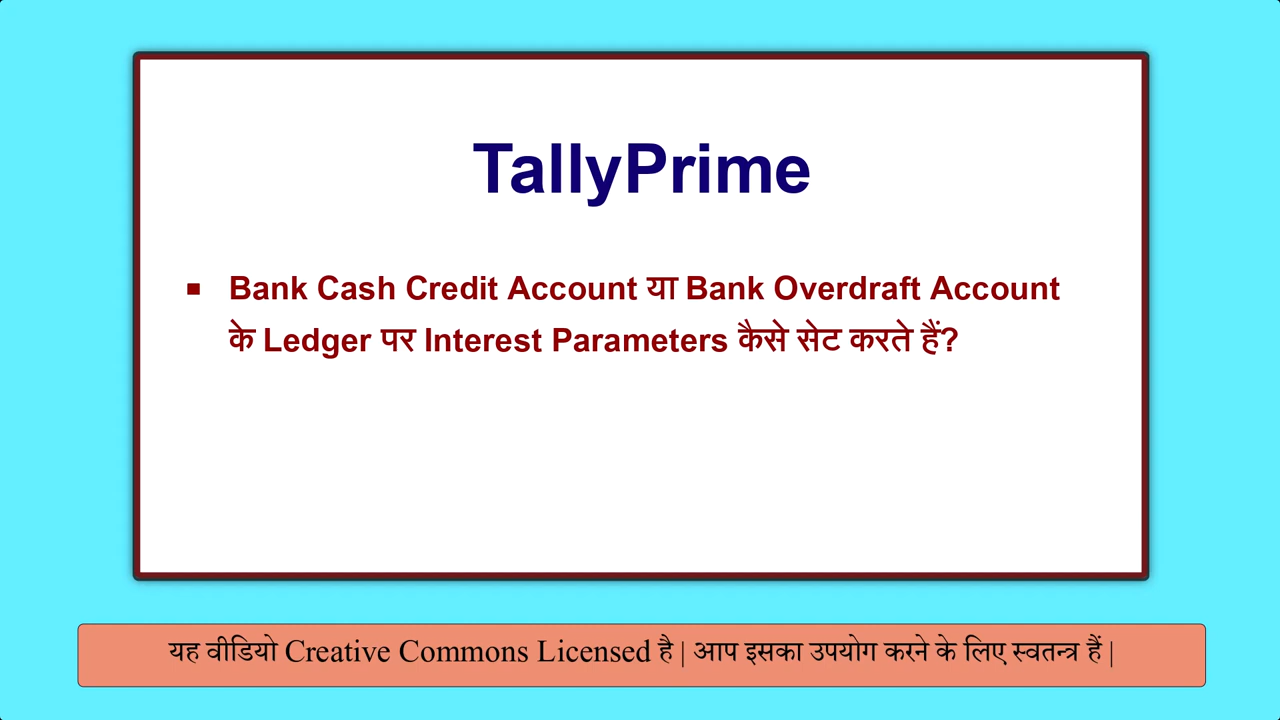 TallyPrime
▪ Bank Cash Credit Account या Bank Overdraft Account
के Ledger पर Interest Parameters कैसे सेट करते हैं?
यह वीडियो Creative Commons Licensed है | आप इसका उपयोग करने के लिए स्वतन्त्र हैं |